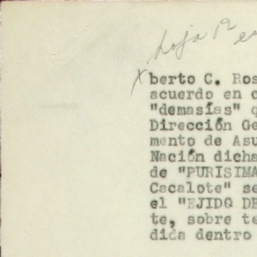 hoja 1ª
berto C. Ros
acuerdo en c
"demasías" q
Dirección Ge
mento de Asu
Nación dicha
de "PURISIMA
Cacalote" se
el "EJIDO DE
te, sobre te
dida dentro